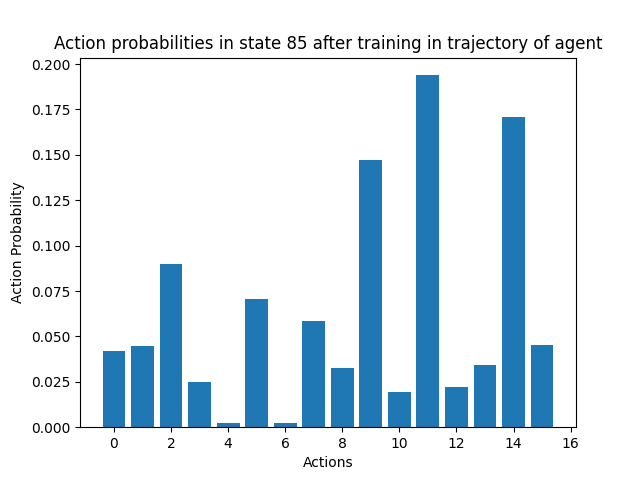 Action probabilities in state 85 after training in trajectory of agent
0.200
0.175
0.150
0.125
0.100
0.075
0.050
0.025
0.000
Action Probability
0 2 4 6 8 10 12 14 16
Actions